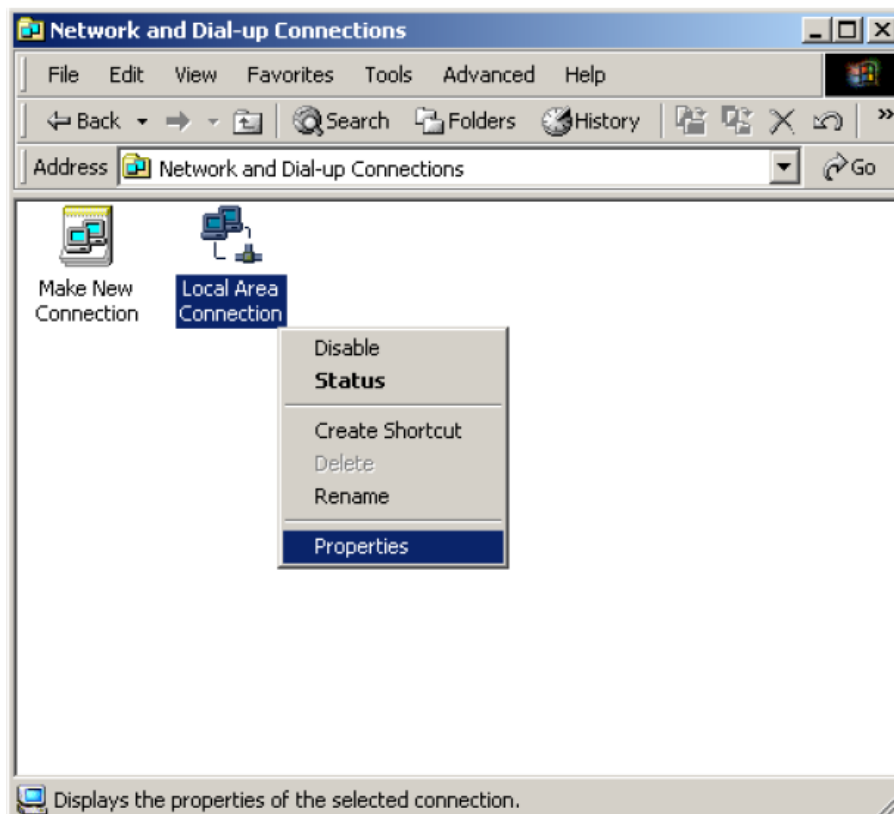 Network and Dial-up Connections
File Edit View Favorites Tools Advanced Help
Back Search Folders History »
Address Network and Dial-up Connections Go
Make New Connection
Local Area Connection
Disable
Status
Create Shortcut
Delete
Rename
Properties
Displays the properties of the selected connection.